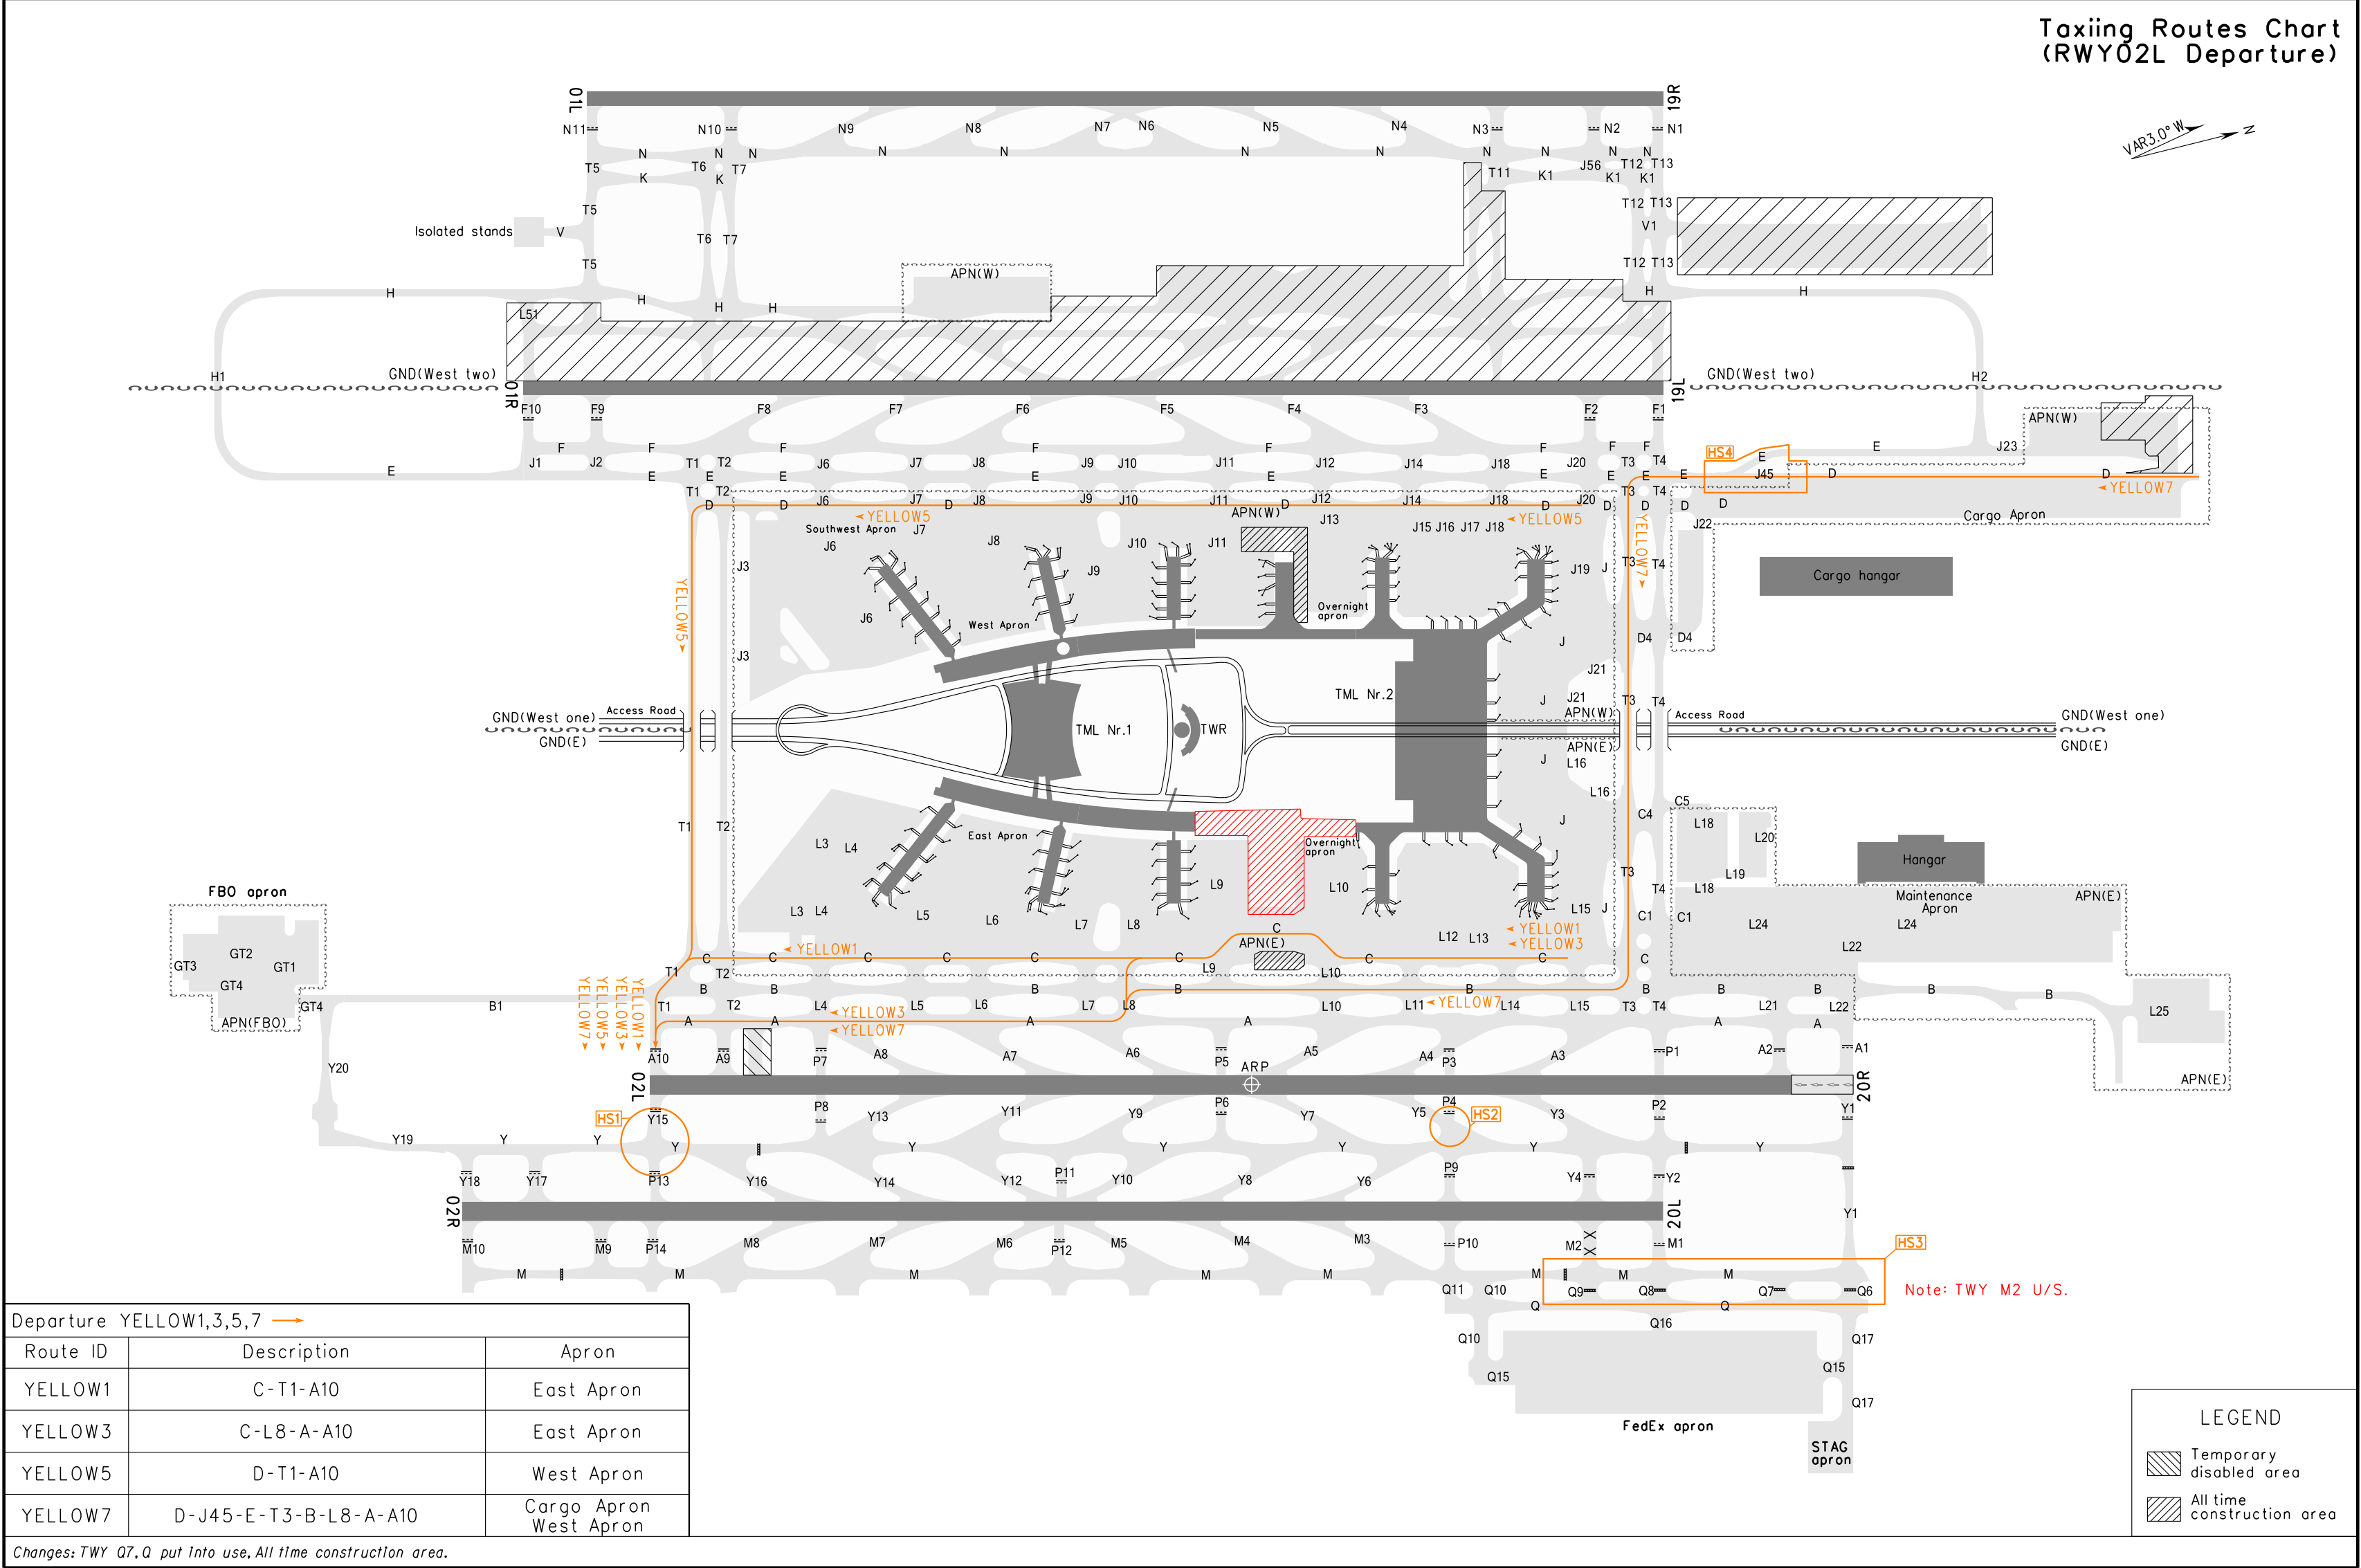 Taxiing Routes Chart
(RWY02L Departure)
01L
19R
N11 N10 N9 N8 N7 N6 N5 N4 N3 N2 N1
VAR3.0° W N
N N N N N N N N N N N
T5 K T6 K T7 T11 K1 J56 K1 T12 K1 T13
T5 T12 T13
Isolated stands V T6 T7 V1
T5 APN(W) T12 T13
H H H H H H
L51
GND(West two) GND(West two)
H1 H2
01R 19L
F10 F9 F8 F7 F6 F5 F4 F3 F2 F1 APN(W)
F F F F F F F F E J23
HS4
J1 J2 T1 T2 J6 J7 J8 J9 J10 J11 J12 J14 J18 J20 T3 T4 E
E E E E E E E E E E J45 D D
T1 T2 J6 J7 J8 J9 J10 J11 J12 J14 J18 J20 T3 T4 YELLOW7
D D D D D D D D D
YELLOW5 APN(W) J13 YELLOW5 Cargo Apron
Southwest Apron J7 J15 J16 J17 J18 J22
J6 J8 J10 J11
J3 J9 J19 J T3 YELLOW7 T4 Cargo hangar
YELLOW5
J6 West Apron Overnight
apron
J3 J D4 D4
J21
TML Nr.2 J J21 T3 T4
GND(West one) Access Road APN(W) Access Road GND(West one)
TML Nr.1 TWR
GND(E) APN(E) GND(E)
J L16
L16 C5
T1 T2 J C4 L18 L20
East Apron
L3 L4 Overnight
apron
Hangar
T3 L19
FBO apron L9 L10 T4 L18 Maintenance
Apron APN(E)
L3 L4 L5 L6 L7 L8 L15 J C1 C1 L24 L24
C YELLOW1
L12 L13 YELLOW3
GT2 YELLOW1 APN(E) L22
GT3 GT1 C C C C C C C C
T1 T2 L9 L10
GT4 B B B B B B B B B B
GT4 B1 T1 T2 L4 L5 L6 L7 L8 L10 L11 YELLOW7 L14 L15 T3 T4 L21 L22 L25
YELLOW7 YELLOW5 YELLOW3 YELLOW1
YELLOW3
APN(FBO) A A A A A
YELLOW7
A10 A9 P7 A8 A7 A6 P5 A5 A4 P3 A3 P1 A2 A1
Y20 ARP APN(E)
02L 20R
HS1 Y15 P8 Y13 Y11 Y9 P6 Y7 Y5 P4 HS2 Y3 P2 Y1
Y19 Y Y Y Y Y Y Y Y
Y18 Y17 P13 Y16 Y14 Y12 P11 Y10 Y8 Y6 P9 Y4 Y2
02R 20L Y1
M10 M9 P14 M8 M7 M6 P12 M5 M4 M3 P10 M2 X X M1 HS3
M M M M M M M M
Q11 Q10 Q9 Q8 Q7 Q6 Note: TWY M2 U/S.
Q Q
Q16
Q10 Q17
Q15 Q15
Q17
FedEx apron
STAG
apron
Departure YELLOW1,3,5,7
Route ID Description Apron
YELLOW1 C-T1-A10 East Apron
YELLOW3 C-L8-A-A10 East Apron
YELLOW5 D-T1-A10 West Apron
YELLOW7 D-J45-E-T3-B-L8-A-A10 Cargo Apron
West Apron
LEGEND
Temporary
disabled area
All time
construction area
Changes: TWY Q7, Q put into use, All time construction area.